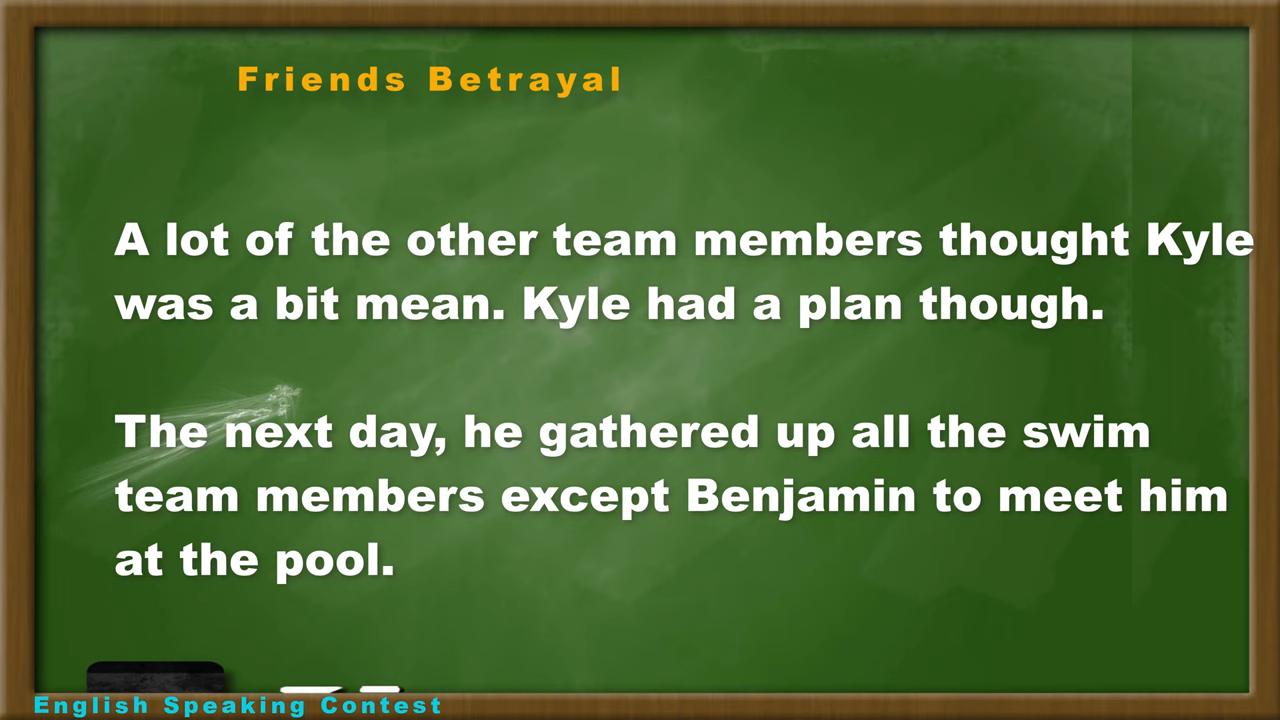 Friends Betrayal
A lot of the other team members thought Kyle
was a bit mean. Kyle had a plan though.
The next day, he gathered up all the swim
team members except Benjamin to meet him
at the pool.
English Speaking Contest